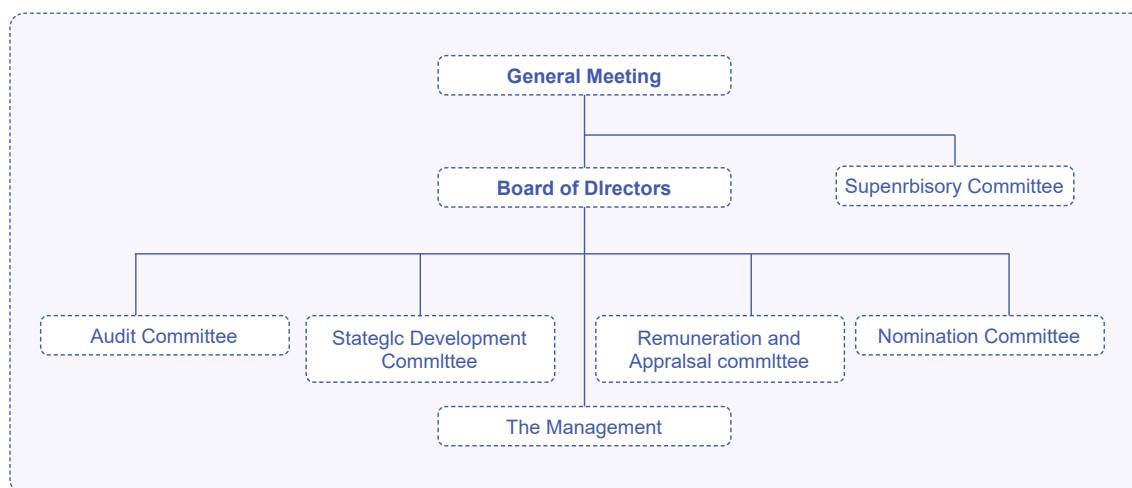 General Meeting
Board of DIrectors
Supenrbisory Committee
Audit Committee
Stateglc Development
Commlttee
Remuneration and
Appralsal commlttee
Nomination Committee
The Management